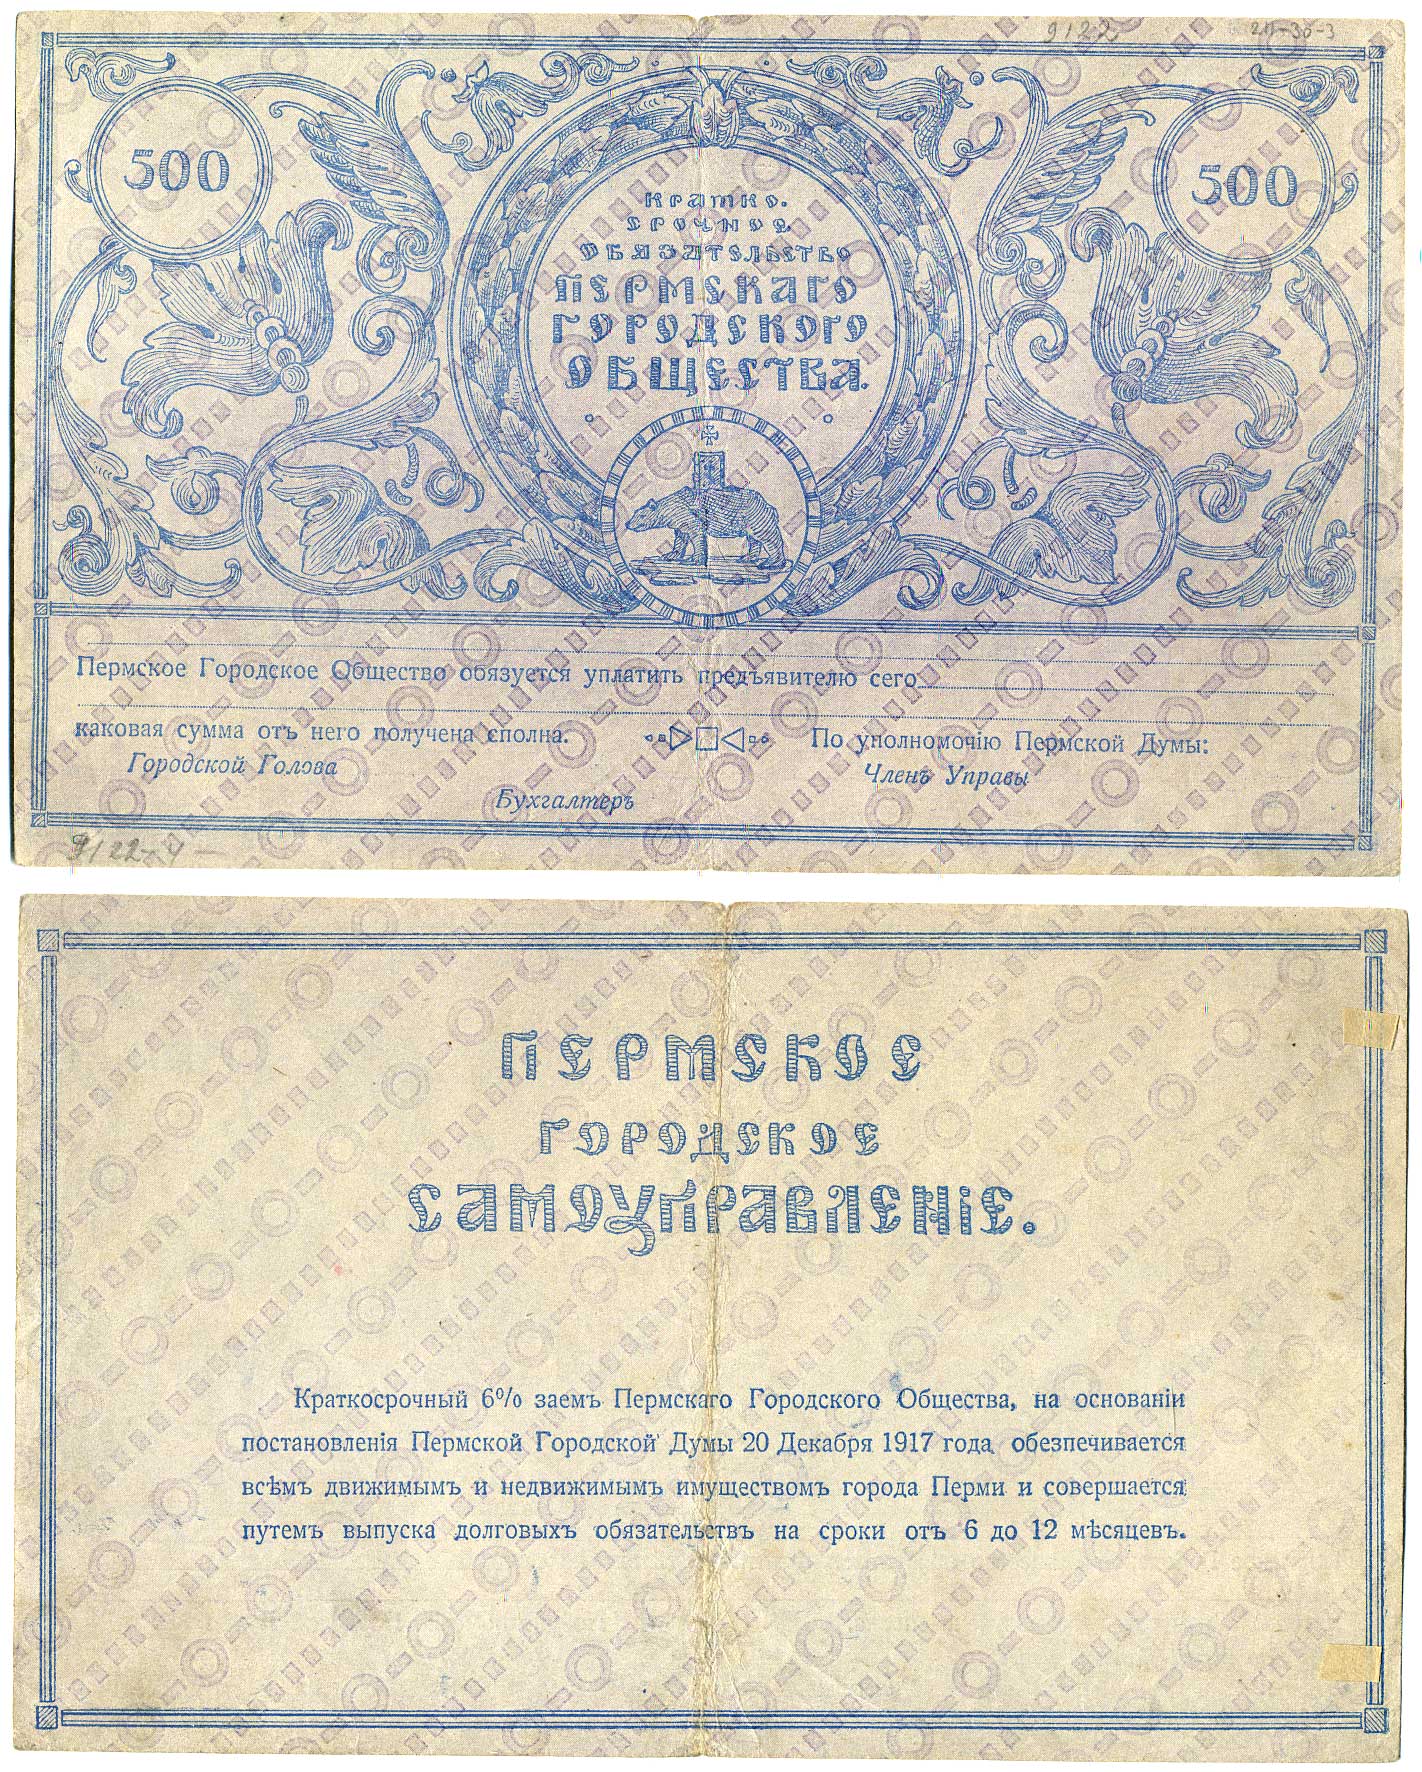 9122
211-30-3
500
500
Кратко.
срочное
обязательство
Пермскаго
Городского
Общества.
Пермское Городское Общество обязуется уплатить предъявителю сего
каковая сумма отъ него получена сполна.
По уполномочію Пермской Думы:
Городской Голова
Членъ Управы
Бухгалтеръ
Пермское
Городское
Самоуправленіе.
Краткосрочный 6% заемъ Пермскаго Городского Общества, на основаніи
постановленія Пермской Городской Думы 20 Декабря 1917 года, обезпечивается
всѣмъ движимымъ и недвижимымъ имуществомъ города Перми и совершается
путемъ выпуска долговыхъ обязательствъ на сроки отъ 6 до 12 мѣсяцевъ.